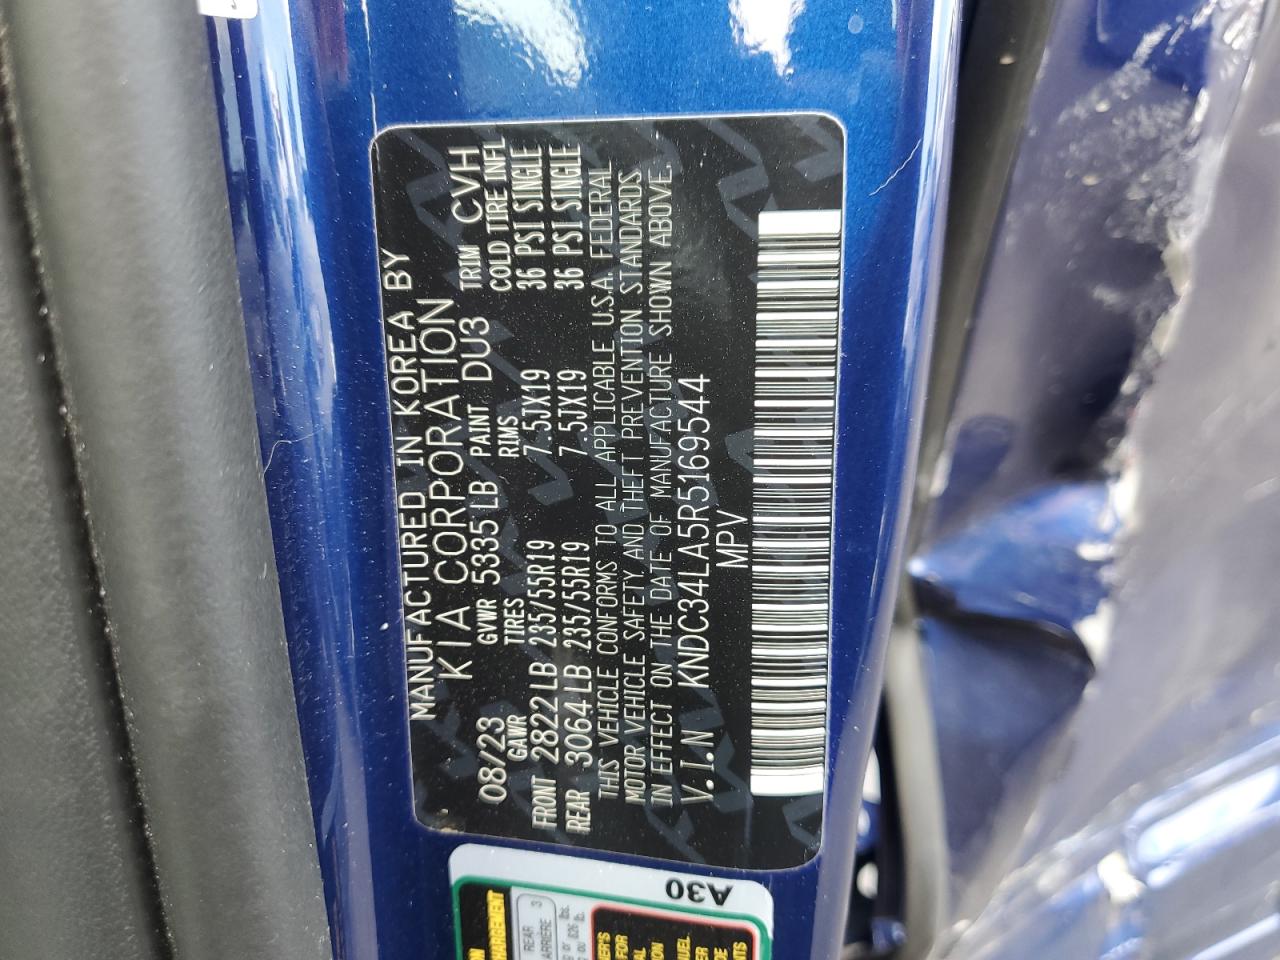 MANUFACTURED IN KOREA BY
KIA CORPORATION
08/23 GVWR 5335 LB PAINT DU3 TRIM CVH
GAWR TIRES RIMS COLD TIRE INFL
FRONT 2822 LB 235/55R19 7.5JX19 36 PSI SINGLE
REAR 3064 LB 235/55R19 7.5JX19 36 PSI SINGLE
THIS VEHICLE CONFORMS TO ALL APPLICABLE U.S.A. FEDERAL
MOTOR VEHICLE SAFETY AND THEFT PREVENTION STANDARDS
IN EFFECT ON THE DATE OF MANUFACTURE SHOWN ABOVE.
V.I.N KNDC34LA5R5169544
MPV
A30
REAR 3
ARRIÈRE